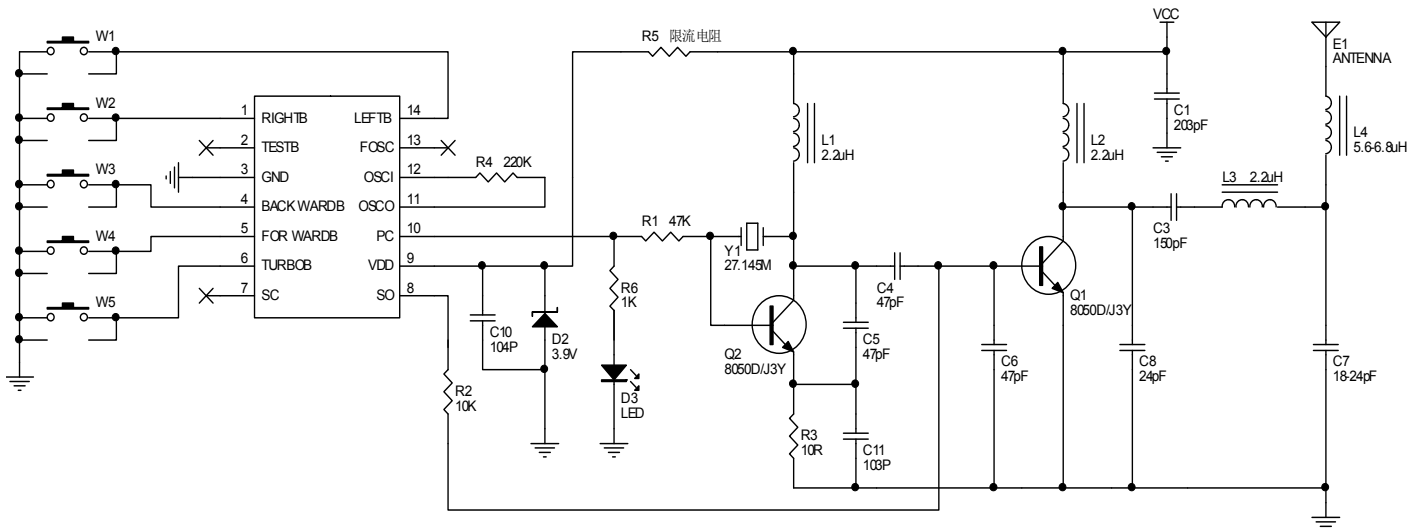 VCC
W1
R5 限流电阻
E1
ANTENNA
W2
1 RIGHTB LEFTB 14
C1
203pF
L1
2.2uH
L2
2.2uH
L4
5.6-6.8uH
2 TESTB FOSC 13
W3
3 GND OSCI 12
R4 220K
L3 2.2uH
4 BACK WARDB OSCO 11
R1 47K
W4
5 FOR WARDB PC 10
C3
150pF
Y1
27.145M
6 TURBOB VDD 9
R6
1K
C4
47pF
W5
7 SC SO 8
Q1
8050D/J3Y
C10
104P
D2
3.9V
C5
47pF
Q2
8050D/J3Y
C6
47pF
C8
24pF
C7
18-24pF
R2
10K
D3
LED
R3
10R
C11
103P